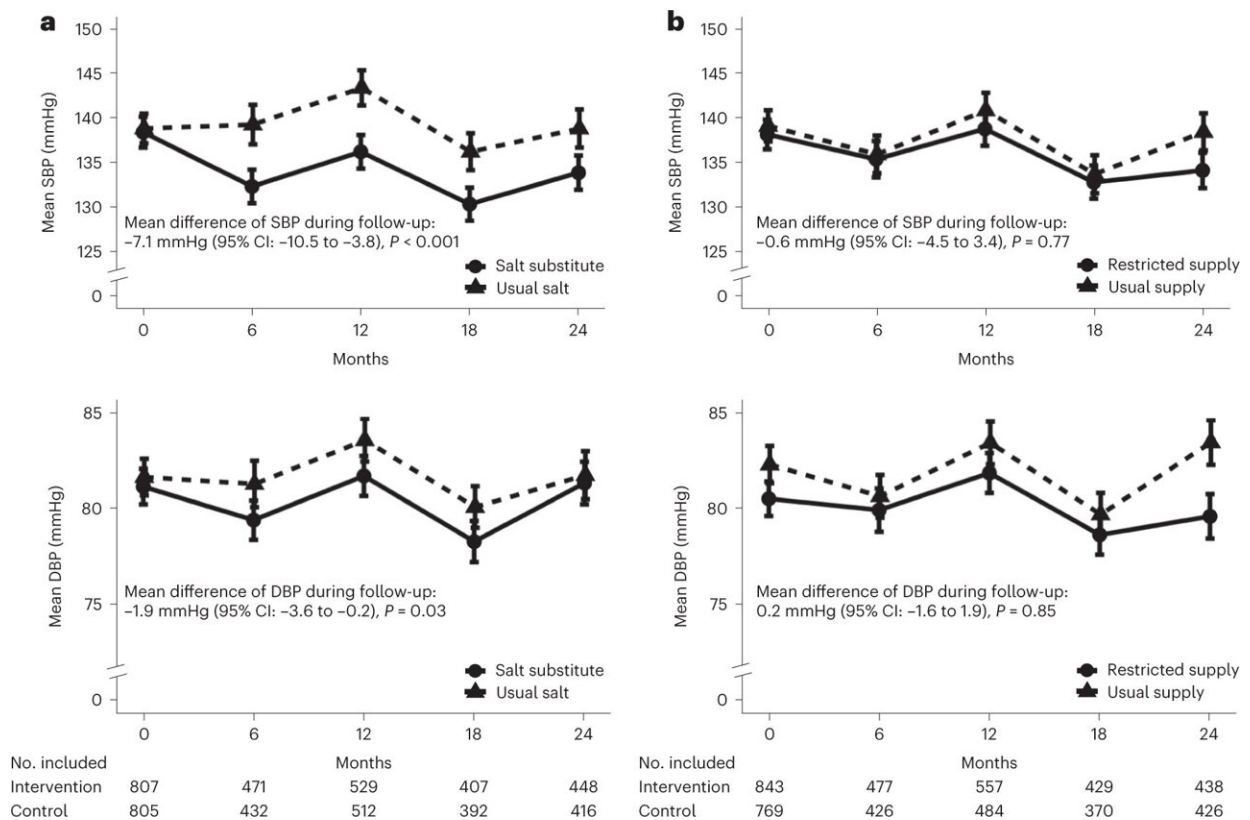 a
150
145
140
135
130
125
0
Mean SBP (mmHg)
Mean difference of SBP during follow-up:
–7.1 mmHg (95% CI: –10.5 to –3.8), P < 0.001
Salt substitute
Usual salt
0 6 12 18 24
Months
b
150
145
140
135
130
125
0
Mean SBP (mmHg)
Mean difference of SBP during follow-up:
–0.6 mmHg (95% CI: –4.5 to 3.4), P = 0.77
Restricted supply
Usual supply
0 6 12 18 24
Months
85
80
75
0
Mean DBP (mmHg)
Mean difference of DBP during follow-up:
–1.9 mmHg (95% CI: –3.6 to –0.2), P = 0.03
Salt substitute
Usual salt
0 6 12 18 24
Months
No. included
Intervention 807 471 529 407 448
Control 805 432 512 392 416
85
80
75
0
Mean DBP (mmHg)
Mean difference of DBP during follow-up:
0.2 mmHg (95% CI: –1.6 to 1.9), P = 0.85
Restricted supply
Usual supply
0 6 12 18 24
Months
No. included
Intervention 843 477 557 429 438
Control 769 426 484 370 426